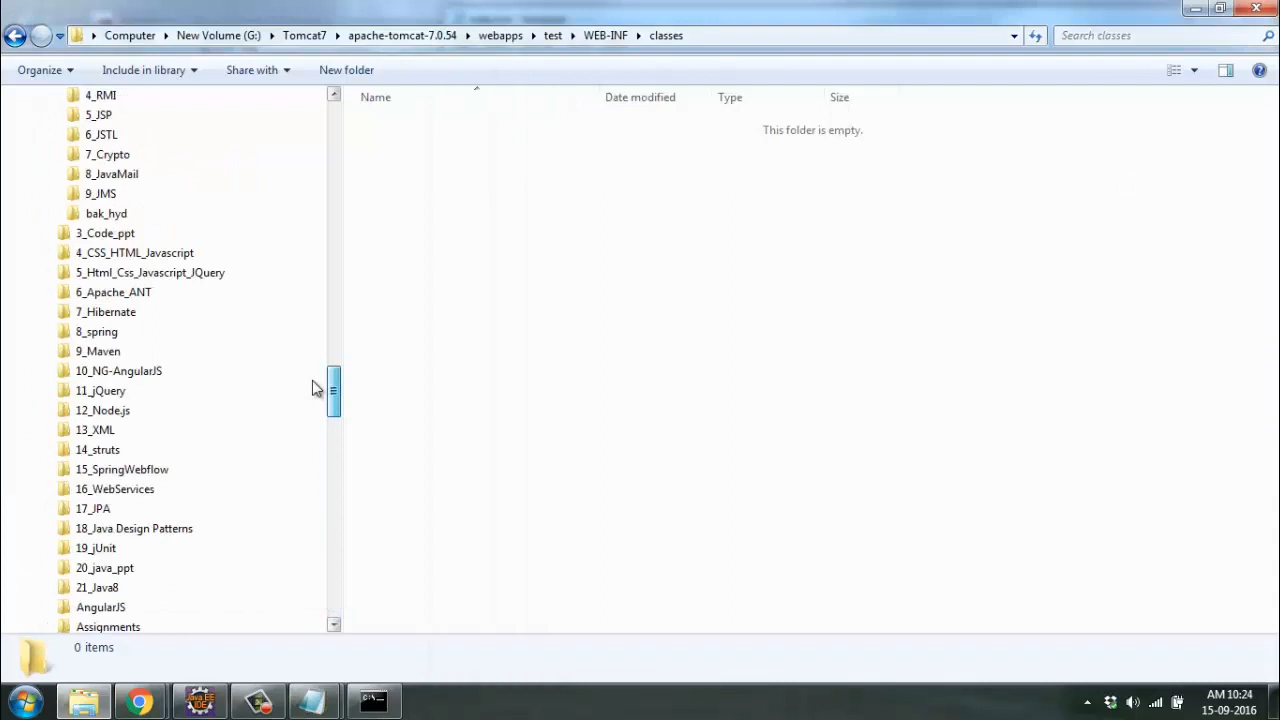 Computer New Volume (G:) Tomcat7 apache-tomcat-7.0.54 webapps test WEB-INF classes
Search classes
Organize Include in library Share with New folder
4_RMI
5_JSP
6_JSTL
7_Crypto
8_JavaMail
9_JMS
bak_hyd
3_Code_ppt
4_CSS_HTML_Javascript
5_Html_Css_Javascript_JQuery
6_Apache_ANT
7_Hibernate
8_spring
9_Maven
10_NG-AngularJS
11_jQuery
12_Node.js
13_XML
14_struts
15_SpringWebflow
16_WebServices
17_JPA
18_Java Design Patterns
19_jUnit
20_java_ppt
21_Java8
AngularJS
Assignments
Name Date modified Type Size
This folder is empty.
0 items
Java EE
IDE
C:\
AM 10:24
15-09-2016